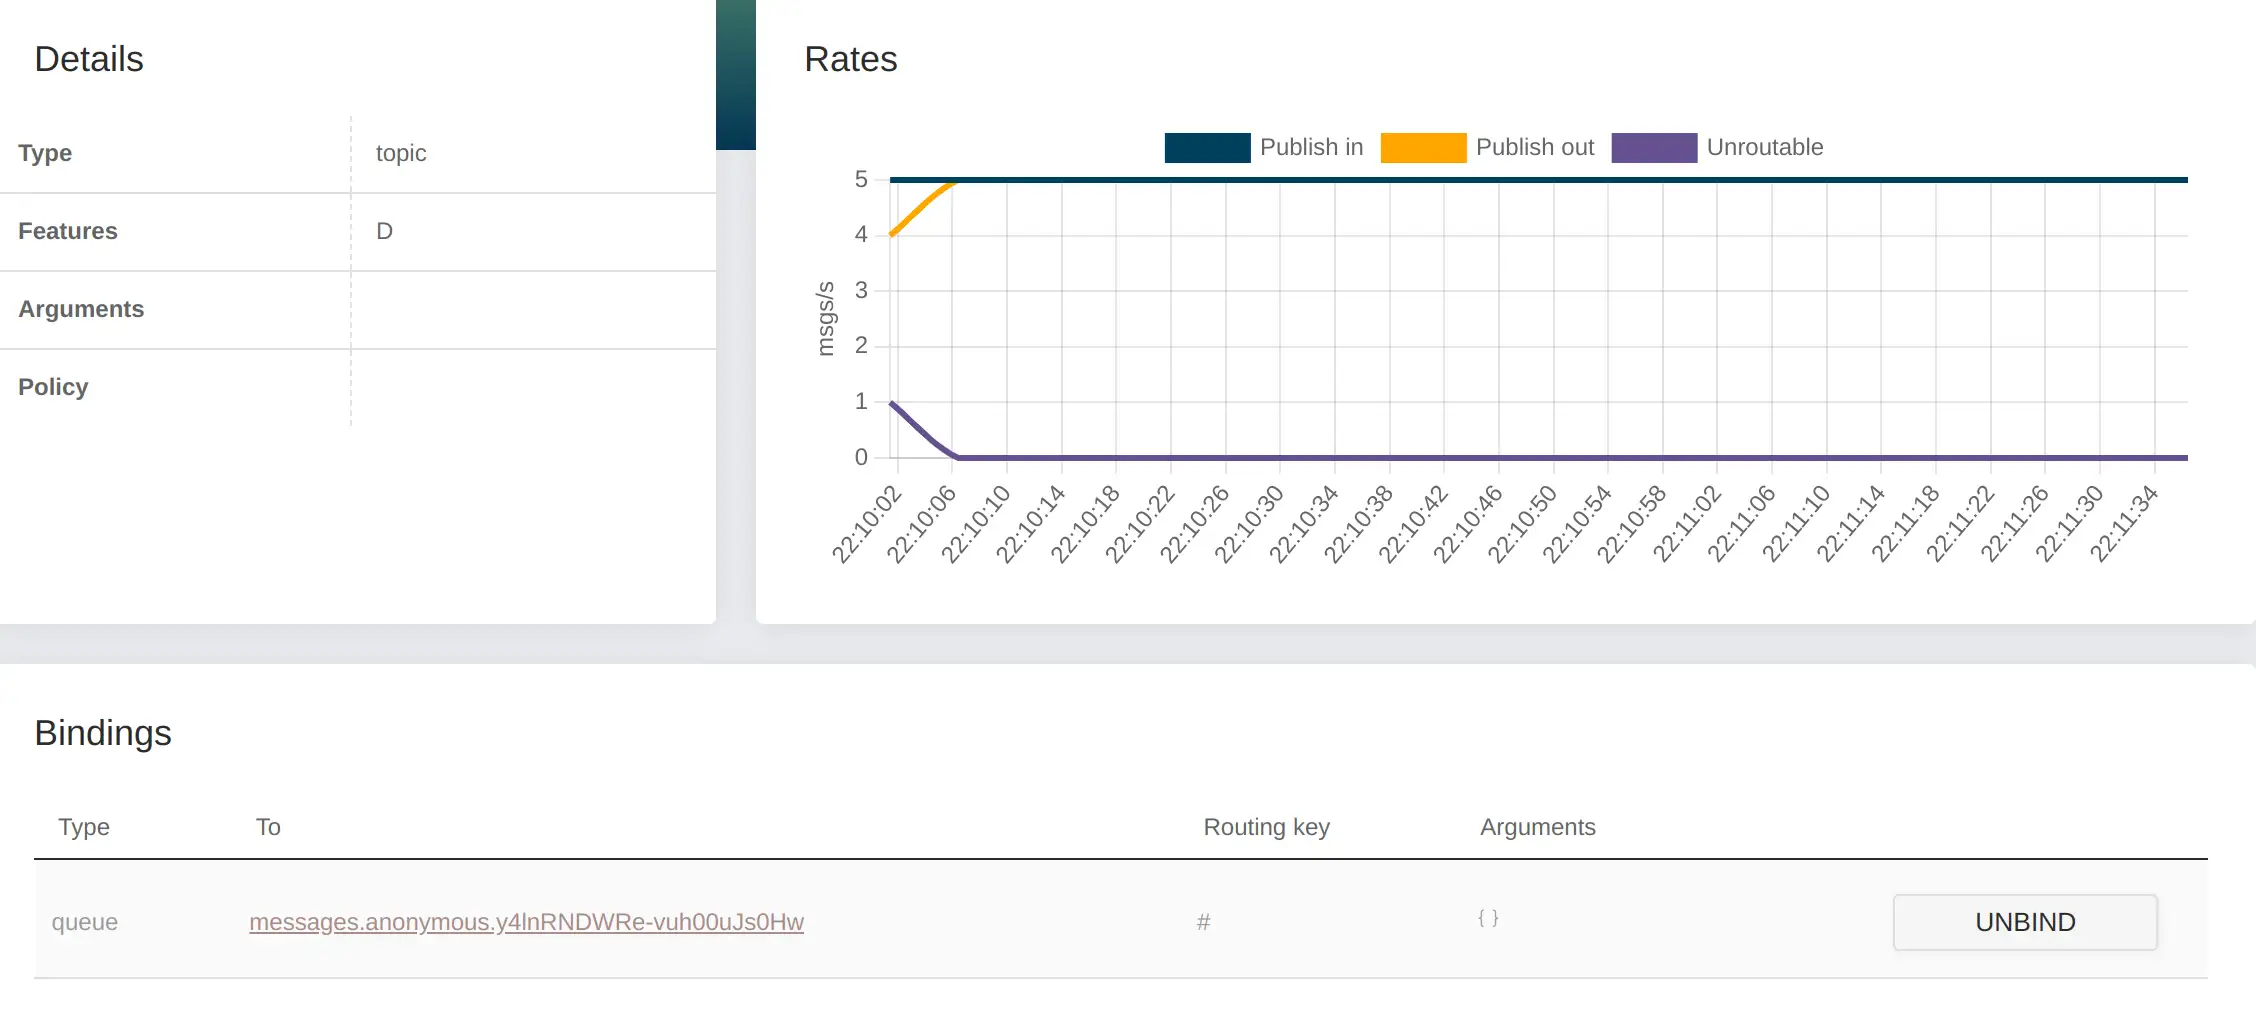 Details
Type topic
Features D
Arguments
Policy
Rates
Publish in Publish out Unroutable
msgs/s
5
4
3
2
1
0
22:10:02 22:10:06 22:10:10 22:10:14 22:10:18 22:10:22 22:10:26 22:10:30 22:10:34 22:10:38 22:10:42 22:10:46 22:10:50 22:10:54 22:10:58 22:11:02 22:11:06 22:11:10 22:11:14 22:11:18 22:11:22 22:11:26 22:11:30 22:11:34
Bindings
Type To Routing key Arguments
queue messages.anonymous.y4lnRNDWRe-vuh00uJs0Hw # { } UNBIND